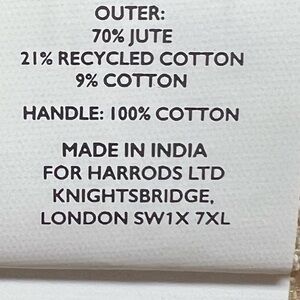 OUTER:
70% JUTE
21% RECYCLED COTTON
9% COTTON
HANDLE: 100% COTTON
MADE IN INDIA
FOR HARRODS LTD
KNIGHTSBRIDGE,
LONDON SW1X 7XL